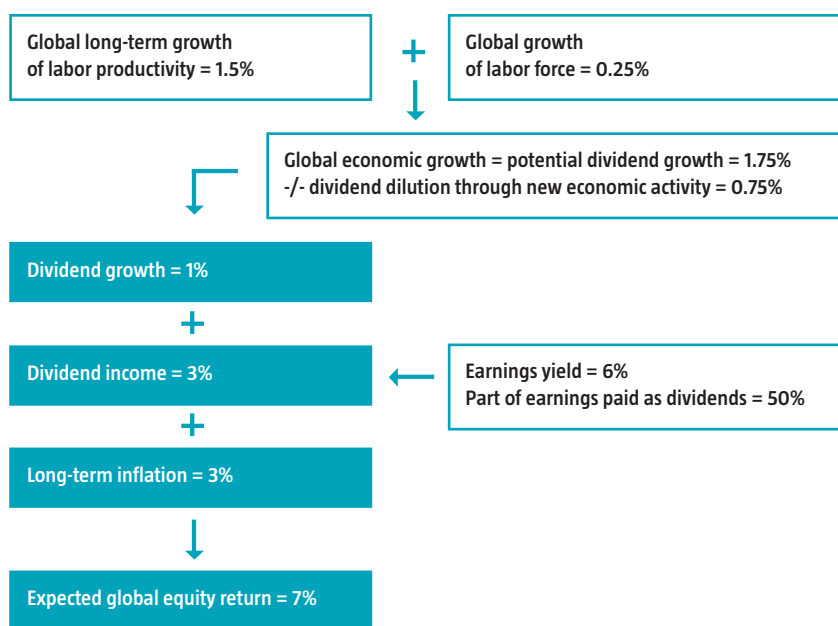 Global long-term growth
of labor productivity = 1.5%
+
Global growth
of labor force = 0.25%
Global economic growth = potential dividend growth = 1.75%
-/- dividend dilution through new economic activity = 0.75%
Dividend growth = 1%
+
Dividend income = 3%
Earnings yield = 6%
Part of earnings paid as dividends = 50%
+
Long-term inflation = 3%
Expected global equity return = 7%